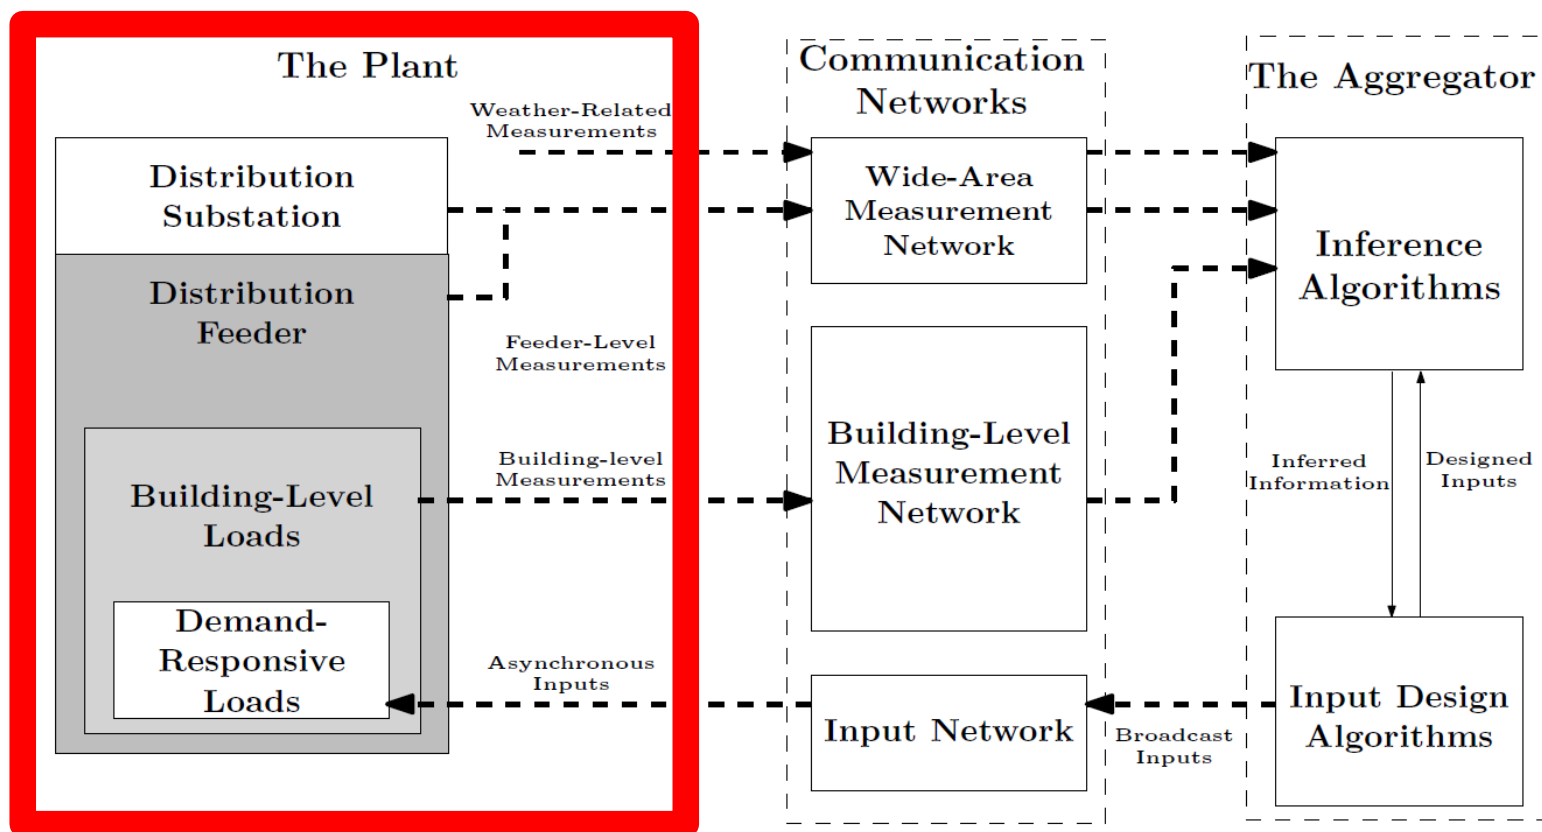 The Plant
Weather-Related
Measurements
Distribution
Substation
Distribution
Feeder
Feeder-Level
Measurements
Building-level
Measurements
Building-Level
Loads
Demand-
Responsive
Loads
Asynchronous
Inputs
Communication
Networks
Wide-Area
Measurement
Network
Building-Level
Measurement
Network
Input Network
Broadcast
Inputs
The Aggregator
Inference
Algorithms
Inferred
Information
Designed
Inputs
Input Design
Algorithms